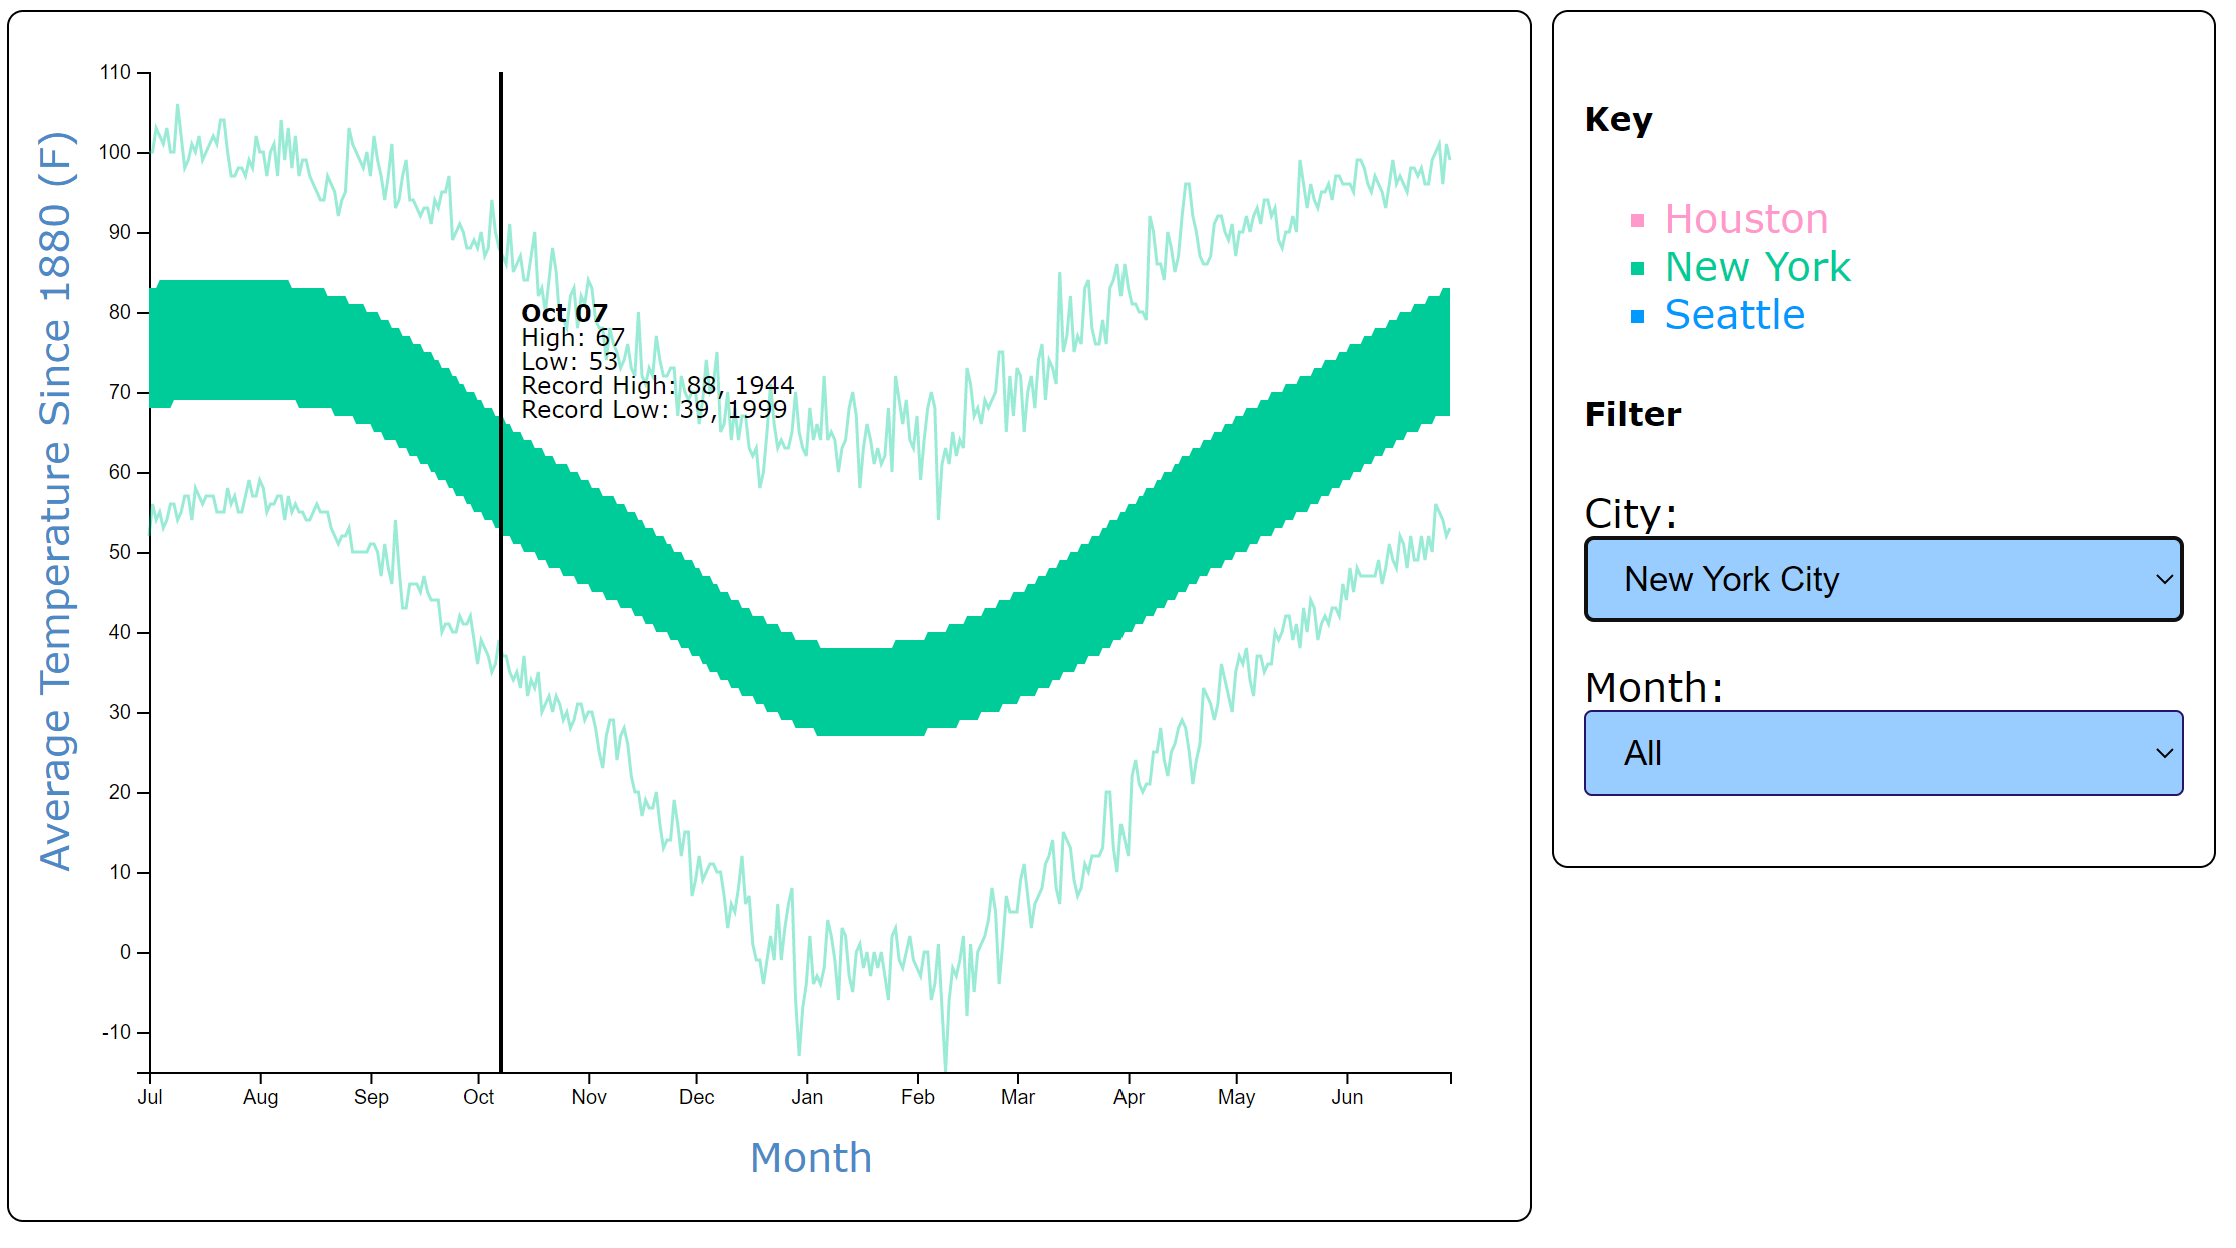 110
100
90
80
70
60
50
40
30
20
10
0
-10
Average Temperature Since 1880 (F)
Oct 07
High: 67
Low: 53
Record High: 88, 1944
Record Low: 39, 1999
Jul Aug Sep Oct Nov Dec Jan Feb Mar Apr May Jun
Month
Key
Houston
New York
Seattle
Filter
City:
New York City
Month:
All